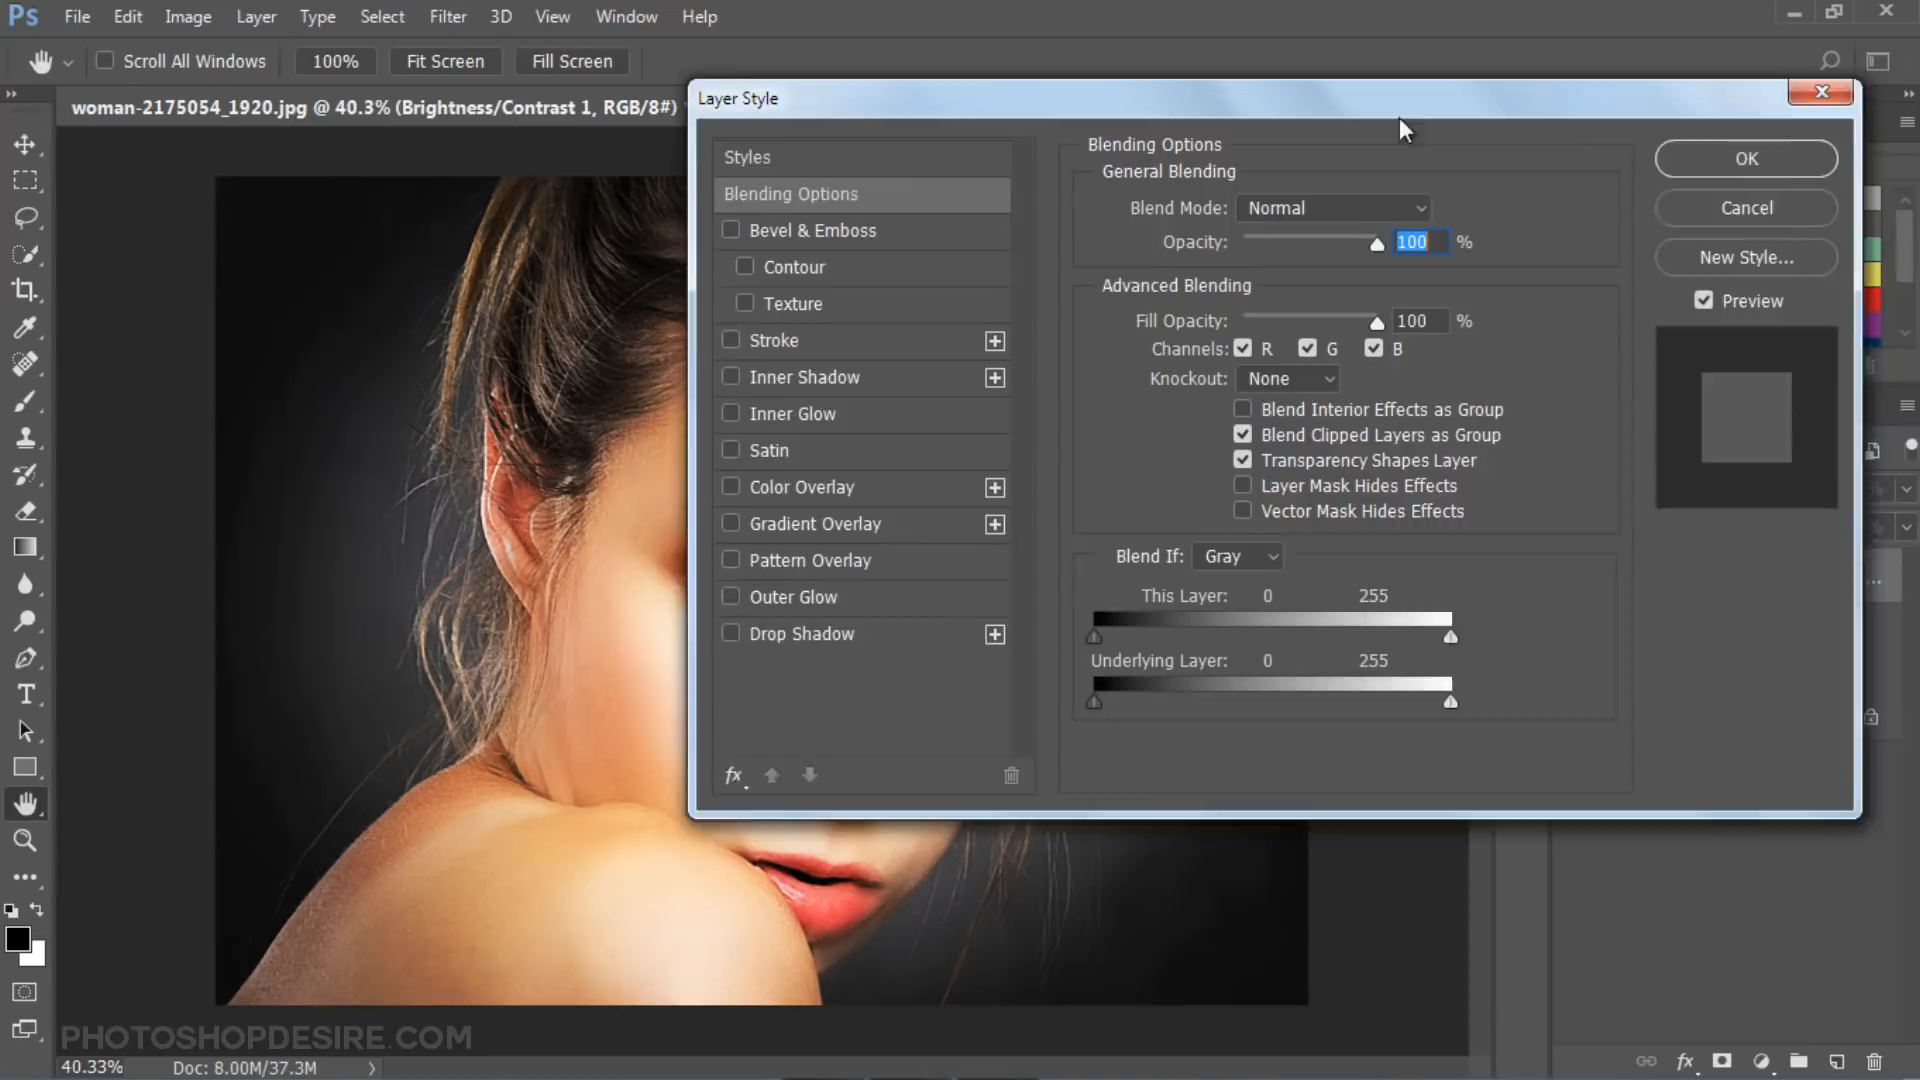 Ps File Edit Image Layer Type Select Filter 3D View Window Help
Scroll All Windows 100% Fit Screen Fill Screen
woman-2175054_1920.jpg @ 40.3% (Brightness/Contrast 1, RGB/8#)
Layer Style
Styles
Blending Options
Bevel & Emboss
Contour
Texture
Stroke
Inner Shadow
Inner Glow
Satin
Color Overlay
Gradient Overlay
Pattern Overlay
Outer Glow
Drop Shadow
fx
Blending Options
General Blending
Blend Mode: Normal
Opacity: 100 %
Advanced Blending
Fill Opacity: 100 %
Channels: R G B
Knockout: None
Blend Interior Effects as Group
Blend Clipped Layers as Group
Transparency Shapes Layer
Layer Mask Hides Effects
Vector Mask Hides Effects
Blend If: Gray
This Layer: 0 255
Underlying Layer: 0 255
OK
Cancel
New Style...
Preview
T
PHOTOSHOPDESIRE.COM
40.33% Doc: 8.00M/37.3M
fx